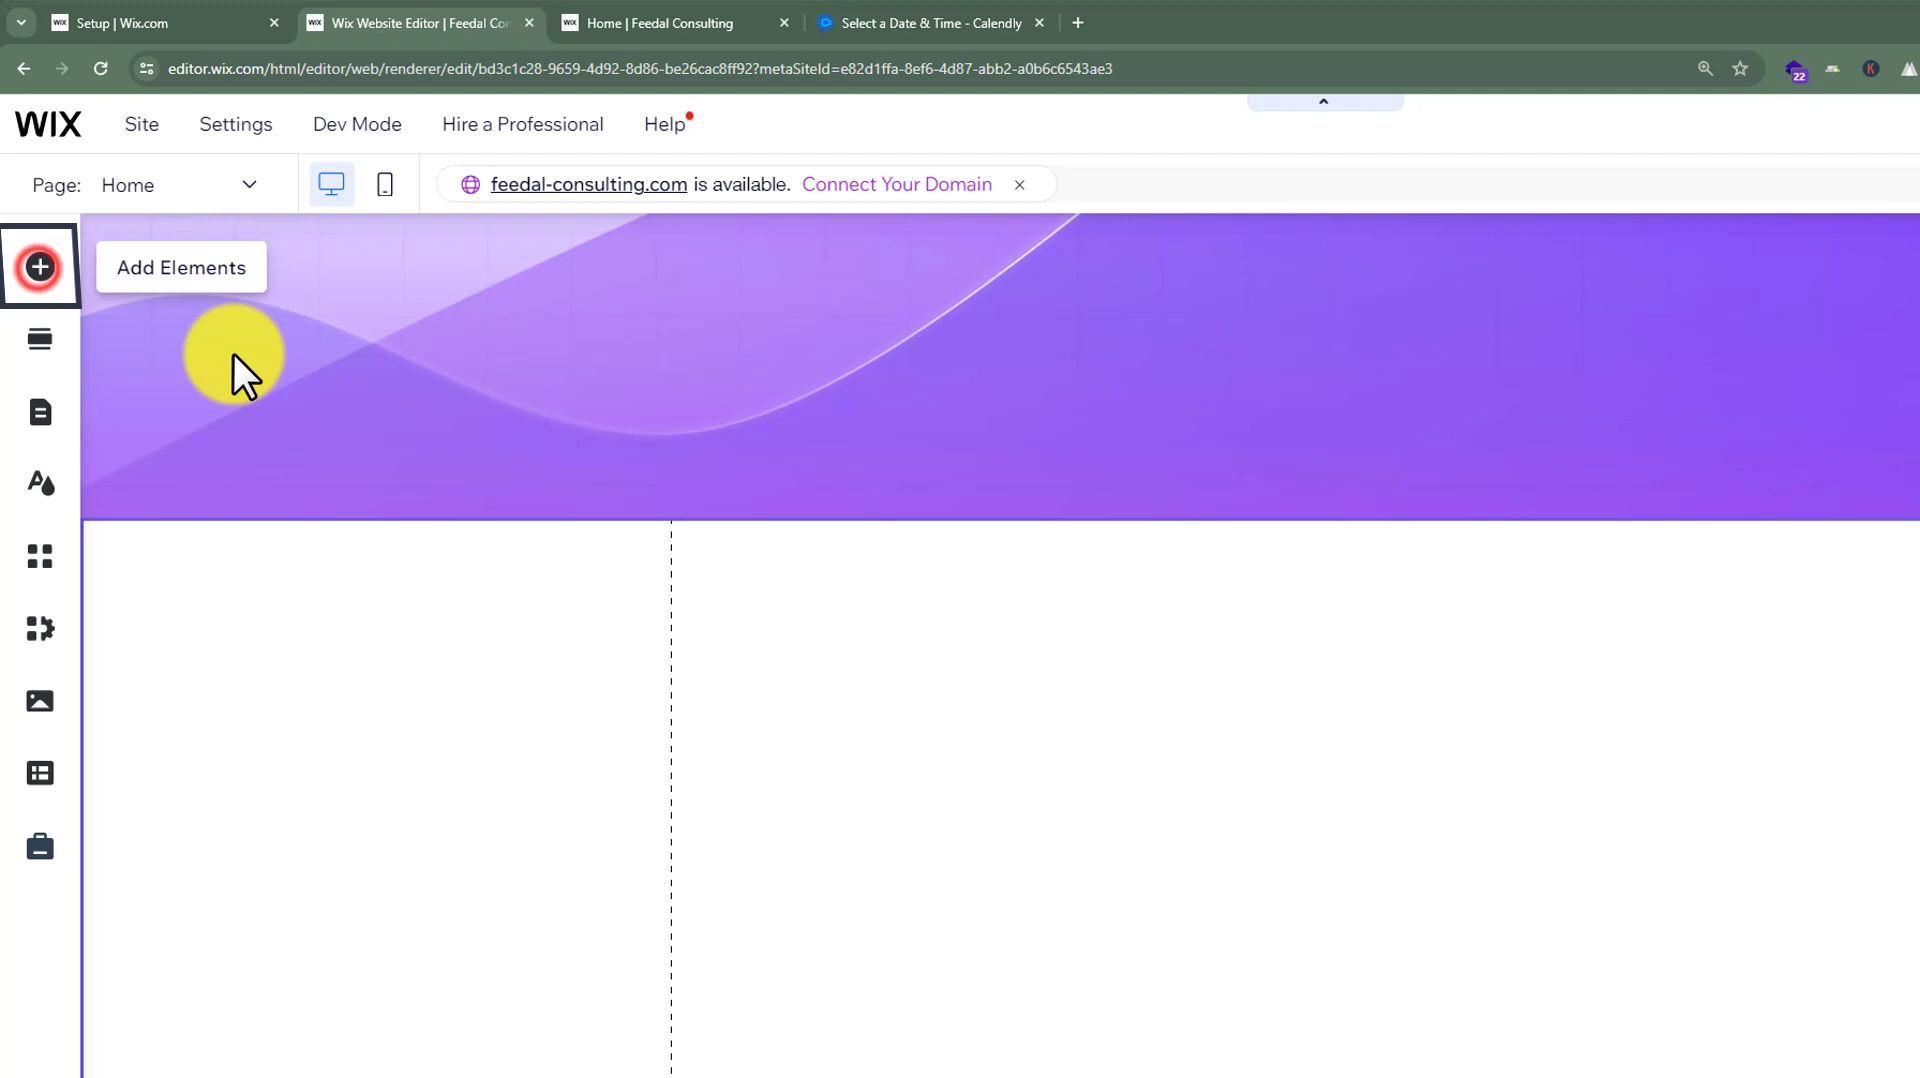 Setup | Wix.com
Wix Website Editor | Feedal Cor
Home | Feedal Consulting
Select a Date & Time - Calendly
editor.wix.com/html/editor/web/renderer/edit/bd3c1c28-9659-4d92-8d86-be26cac8ff92?metaSiteId=e82d1ffa-8ef6-4d87-abb2-a0b6c6543ae3
22
K
WIX Site Settings Dev Mode Hire a Professional Help
Page: Home
feedal-consulting.com is available. Connect Your Domain
Add Elements